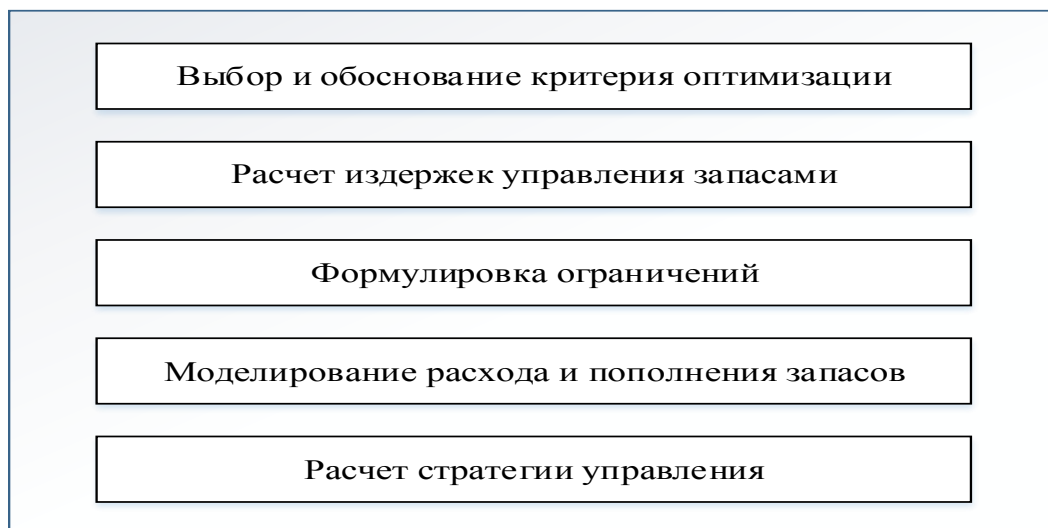 Выбор и обоснование критерия оптимизации
Расчет издержек управления запасами
Формулировка ограничений
Моделирование расхода и пополнения запасов
Расчет стратегии управления